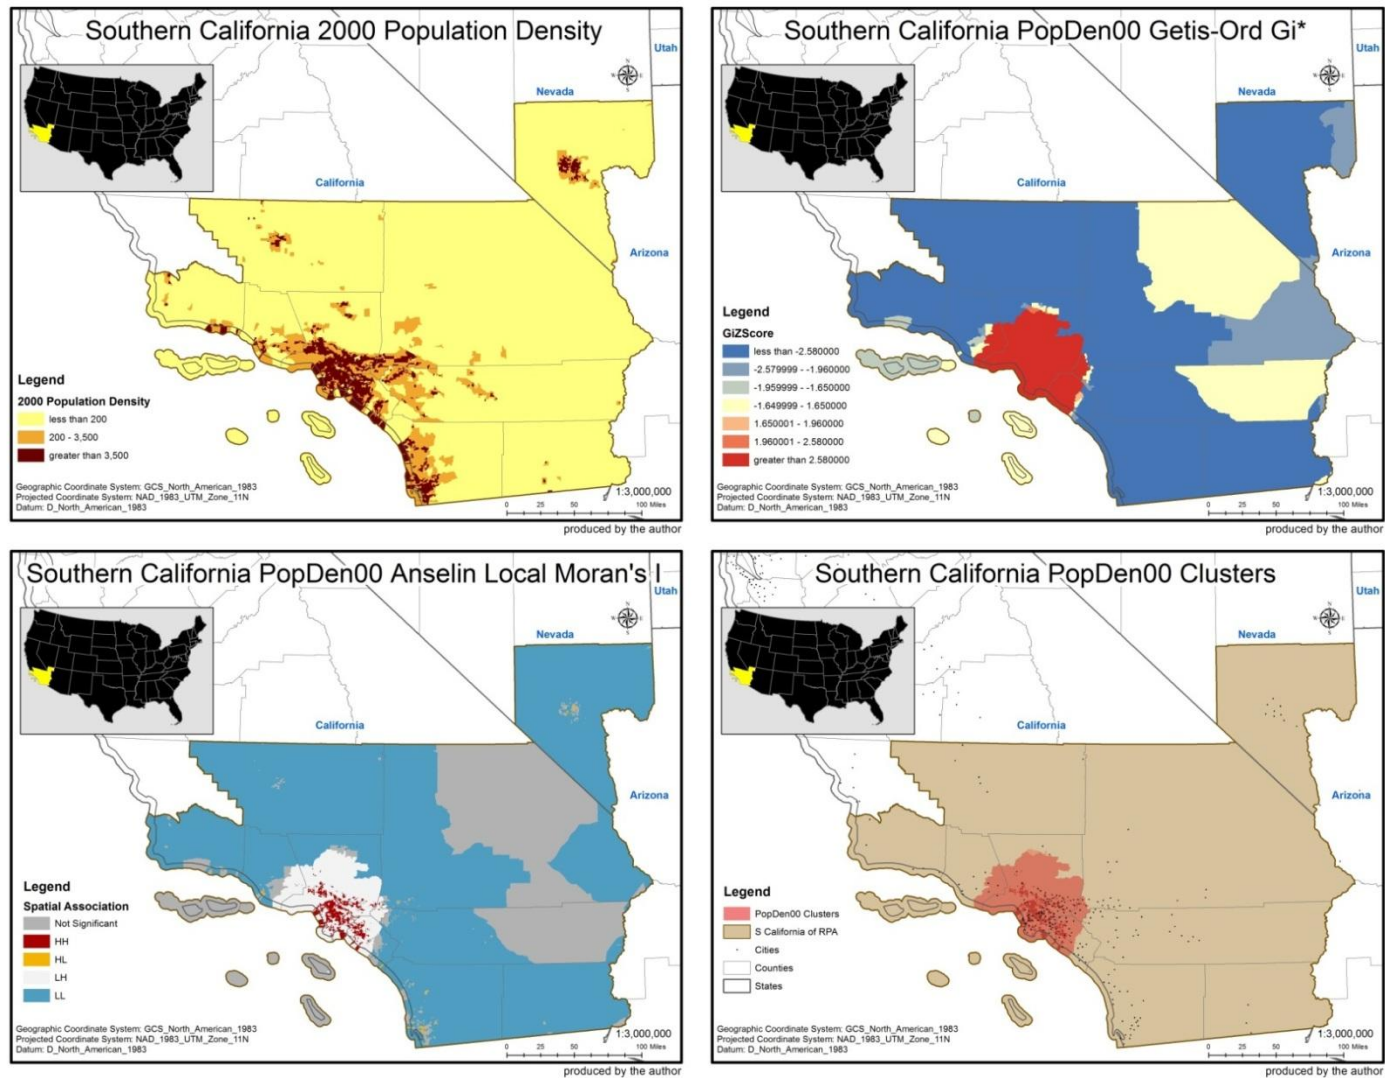 Southern California 2000 Population Density
Utah
N
W E
S
Nevada
California
Arizona
Legend
2000 Population Density
less than 200
200 - 3,500
greater than 3,500
Geographic Coordinate System: GCS_North_American_1983
Projected Coordinate System: NAD_1983_UTM_Zone_11N
Datum: D_North_American_1983
1:3,000,000
0 25 50 100 Miles
produced by the author
Southern California PopDen00 Getis-Ord Gi*
Utah
N
W E
S
Nevada
California
Arizona
Legend
GiZScore
less than -2.580000
-2.579999 - -1.960000
-1.959999 - -1.650000
-1.649999 - 1.650000
1.650001 - 1.960000
1.960001 - 2.580000
greater than 2.580000
Geographic Coordinate System: GCS_North_American_1983
Projected Coordinate System: NAD_1983_UTM_Zone_11N
Datum: D_North_American_1983
1:3,000,000
0 25 50 100 Miles
produced by the author
Southern California PopDen00 Anselin Local Moran's I
Utah
N
W E
S
Nevada
California
Arizona
Legend
Spatial Association
Not Significant
HH
HL
LH
LL
Geographic Coordinate System: GCS_North_American_1983
Projected Coordinate System: NAD_1983_UTM_Zone_11N
Datum: D_North_American_1983
1:3,000,000
0 25 50 100 Miles
produced by the author
Southern California PopDen00 Clusters
Utah
N
W E
S
Nevada
California
Arizona
Legend
PopDen00 Clusters
S California of RPA
Cities
Counties
States
Geographic Coordinate System: GCS_North_American_1983
Projected Coordinate System: NAD_1983_UTM_Zone_11N
Datum: D_North_American_1983
1:3,000,000
0 25 50 100 Miles
produced by the author